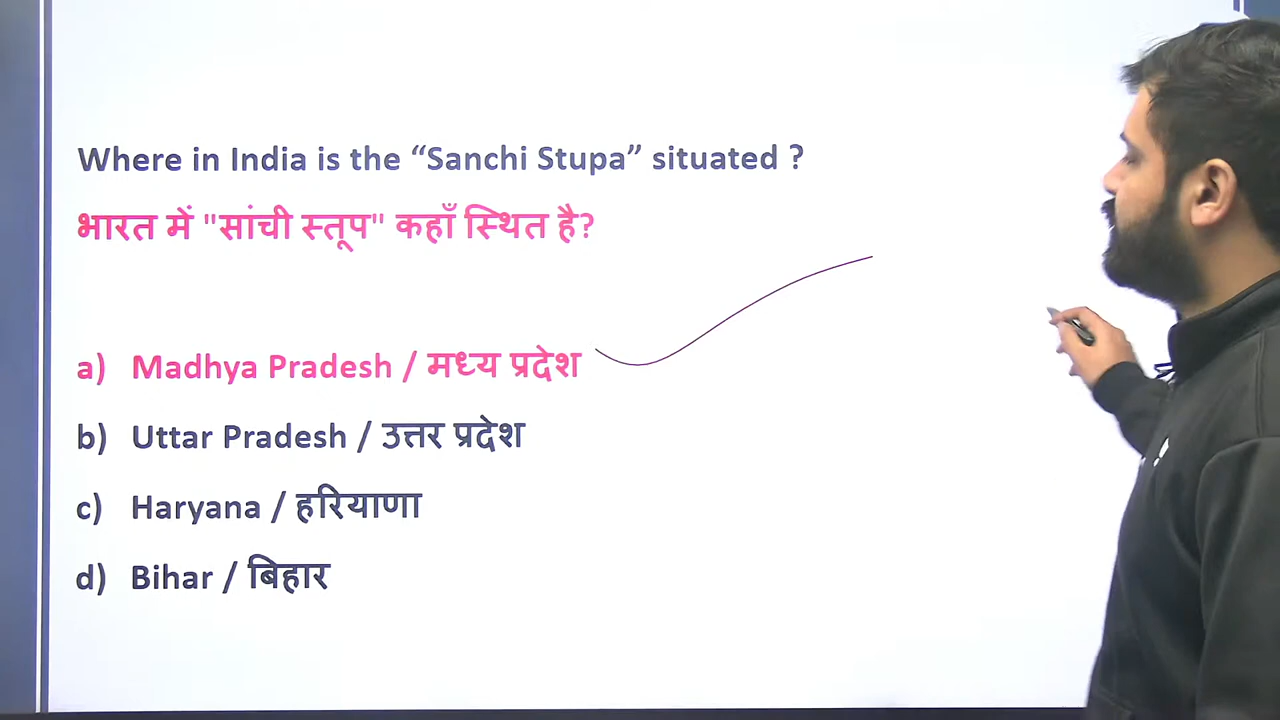 Where in India is the “Sanchi Stupa” situated ?
भारत में "सांची स्तूप" कहाँ स्थित है?
a) Madhya Pradesh / मध्य प्रदेश
b) Uttar Pradesh / उत्तर प्रदेश
c) Haryana / हरियाणा
d) Bihar / बिहार